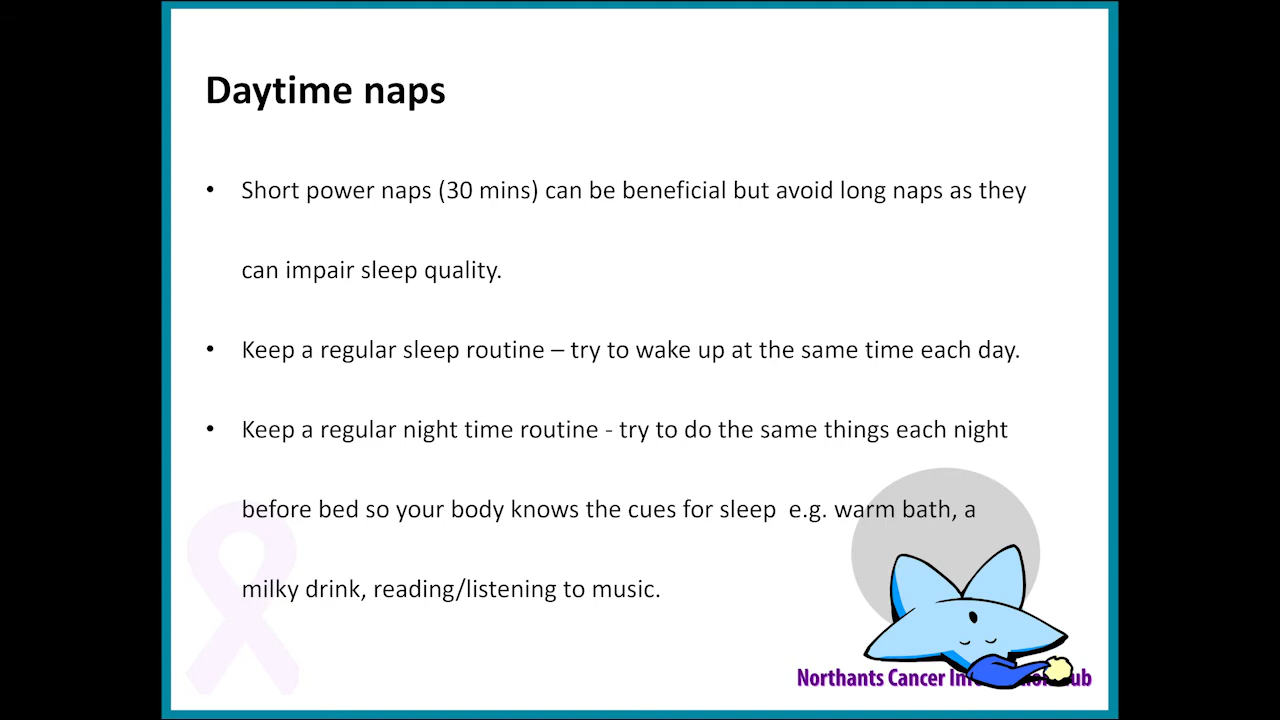 Daytime naps
• Short power naps (30 mins) can be beneficial but avoid long naps as they
can impair sleep quality.
• Keep a regular sleep routine – try to wake up at the same time each day.
• Keep a regular night time routine - try to do the same things each night
before bed so your body knows the cues for sleep  e.g. warm bath, a
milky drink, reading/listening to music.
Northants Cancer